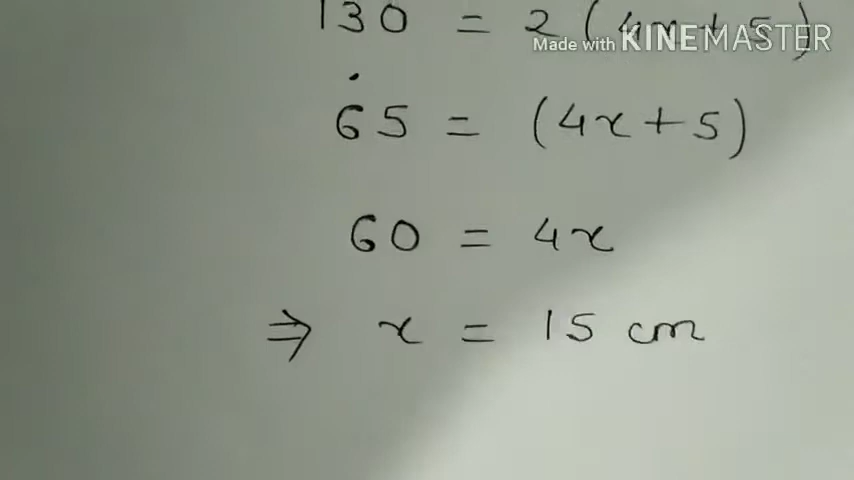 130 = 2(4x+5)
Made with KINEMASTER
65 = (4x+5)
60 = 4x
⇒ x = 15 cm